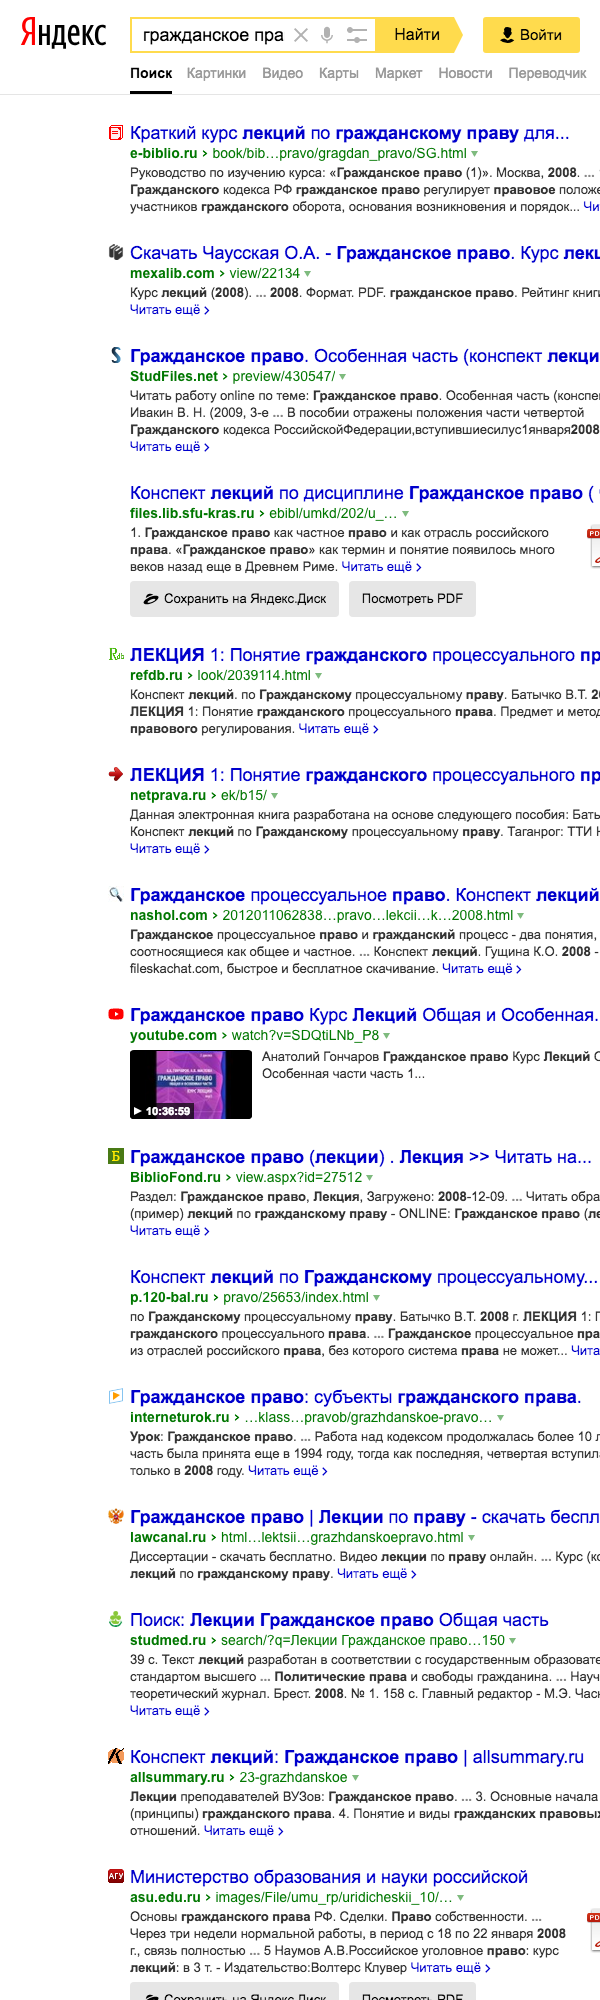 Яндекс
гражданское пра
Найти
Войти
Поиск Картинки Видео Карты Маркет Новости Переводчик
Краткий курс лекций по гражданскому праву для...
e-biblio.ru › book/bib…pravo/gragdan_pravo/SG.html
Руководство по изучению курса: «Гражданское право (1)». Москва, 2008. ...
Гражданского кодекса РФ гражданское право регулирует правовое
участников гражданского оборота, основания возникновения и порядок...
Скачать Чаусская О.А. - Гражданское право. Курс
mexalib.com › view/22134
Курс лекций (2008). ... 2008. Формат. PDF. гражданское право. Рейтинг
Читать ещё ›
Гражданское право. Особенная часть (конспект
StudFiles.net › preview/430547/
Читать работу online по теме: Гражданское право. Особенная часть
Ивакин В. Н. (2009, 3-е ... В пособии отражены положения части четвертой
Гражданского кодекса РоссийскойФедерации,вступившиесилус1января2008
Читать ещё ›
Конспект лекций по дисциплине Гражданское право (
files.lib.sfu-kras.ru › ebibl/umkd/202/u_…
1. Гражданское право как частное право и как отрасль российского
права. «Гражданское право» как термин и понятие появилось много
веков назад еще в Древнем Риме. Читать ещё ›
Сохранить на Яндекс.Диск Посмотреть PDF
ЛЕКЦИЯ 1: Понятие гражданского процессуального
refdb.ru › look/2039114.html
Конспект лекций. по Гражданскому процессуальному праву. Батычко В.Т.
ЛЕКЦИЯ 1: Понятие гражданского процессуального права. Предмет и
правового регулирования. Читать ещё ›
ЛЕКЦИЯ 1: Понятие гражданского процессуального
netprava.ru › ek/b15/
Данная электронная книга разработана на основе следующего пособия:
Конспект лекций по Гражданскому процессуальному праву. Таганрог: ТТИ
Читать ещё ›
Гражданское процессуальное право. Конспект лекций
nashol.com › 2012011062838…pravo…lekcii…k…2008.html
Гражданское процессуальное право и гражданский процесс - два понятия,
соотносящиеся как общее и частное. ... Конспект лекций. Гущина К.О. 2008 -
fileskachat.com, быстрое и бесплатное скачивание. Читать ещё ›
Гражданское право Курс Лекций Общая и Особенная.
youtube.com › watch?v=SDQtiLNb_P8
Анатолий Гончаров Гражданское право Курс Лекций
Особенная части часть 1...
ГРАЖДАНСКОЕ ПРАВО
10:36:59
Гражданское право (лекции) . Лекция >> Читать на...
BiblioFond.ru › view.aspx?id=27512
Раздел: Гражданское право, Лекция, Загружено: 2008-12-09. ... Читать
(пример) лекций по гражданскому праву - ONLINE: Гражданское право
Читать ещё ›
Конспект лекций по Гражданскому процессуальному...
p.120-bal.ru › pravo/25653/index.html
по Гражданскому процессуальному праву. Батычко В.Т. 2008 г. ЛЕКЦИЯ 1:
гражданского процессуального права. ... Гражданское процессуальное
из отраслей российского права, без которого система права не может...
Гражданское право: субъекты гражданского права.
interneturok.ru › …klass…pravob/grazhdanskoe-pravo…
Урок: Гражданское право. ... Работа над кодексом продолжалась более 10
часть была принята еще в 1994 году, тогда как последняя, четвертая
только в 2008 году. Читать ещё ›
Гражданское право | Лекции по праву - скачать
lawcanal.ru › html…lektsii…grazhdanskoepravo.html
Диссертации - скачать бесплатно. Видео лекции по праву онлайн. ... Курс
лекций по гражданскому праву. Читать ещё ›
Поиск: Лекции Гражданское право Общая часть
studmed.ru › search/?q=Лекции Гражданское право…150
39 с. Текст лекций разработан в соответствии с государственным
стандартом высшего ... Политические права и свободы гражданина. ...
теоретический журнал. Брест. 2008. № 1. 158 с. Главный редактор - М.Э.
Читать ещё ›
Конспект лекций: Гражданское право | allsummary.ru
allsummary.ru › 23-grazhdanskoe
Лекции преподавателей ВУЗов: Гражданское право. ... 3. Основные начала
(принципы) гражданского права. 4. Понятие и виды гражданских
отношений. Читать ещё ›
АГУ
Министерство образования и науки российской
asu.edu.ru › images/File/umu_rp/uridicheskii_10/…
Основы гражданского права РФ. Сделки. Право собственности. ...
Через три недели нормальной работы, в период с 18 по 22 января 2008
г., связь полностью ... 5 Наумов А.В.Российское уголовное право: курс
лекций: в 3 т. - Издательство:Волтерс Клувер Читать ещё ›
Сохранить на Яндекс.Диск Посмотреть PDF